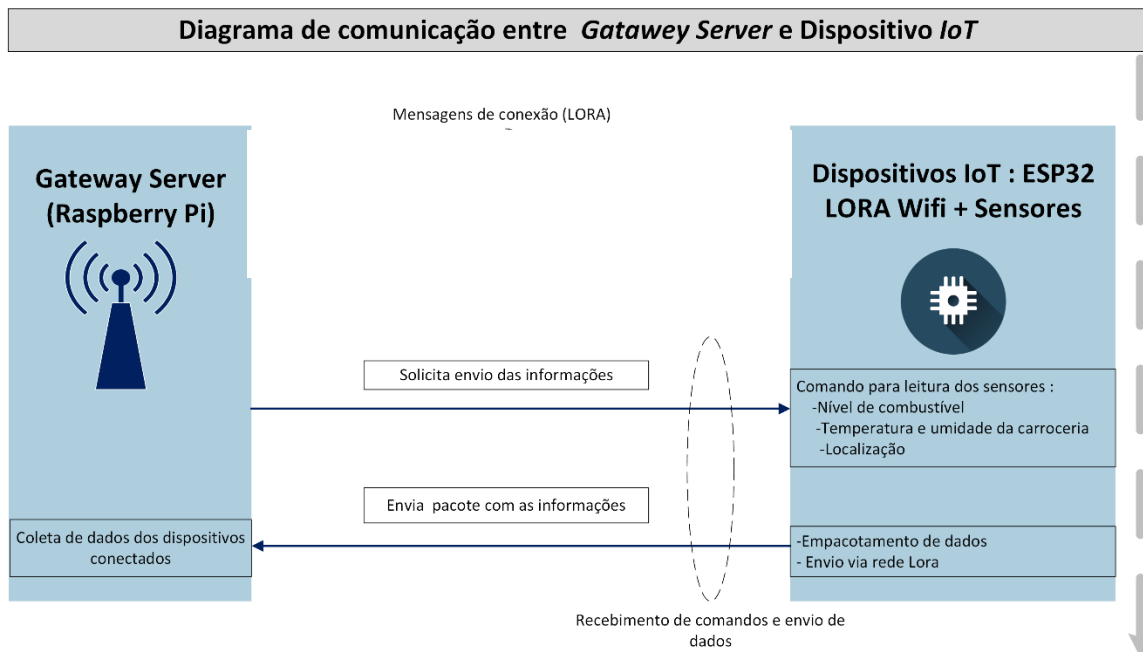 Diagrama de comunicação entre Gatawey Server e Dispositivo IoT
Mensagens de conexão (LORA)
Gateway Server
(Raspberry Pi)
Dispositivos IoT : ESP32
LORA Wifi + Sensores
Solicita envio das informações
Comando para leitura dos sensores :
-Nível de combustível
-Temperatura e umidade da carroceria
-Localização
Envia pacote com as informações
Coleta de dados dos dispositivos
conectados
-Empacotamento de dados
- Envio via rede Lora
Recebimento de comandos e envio de
dados